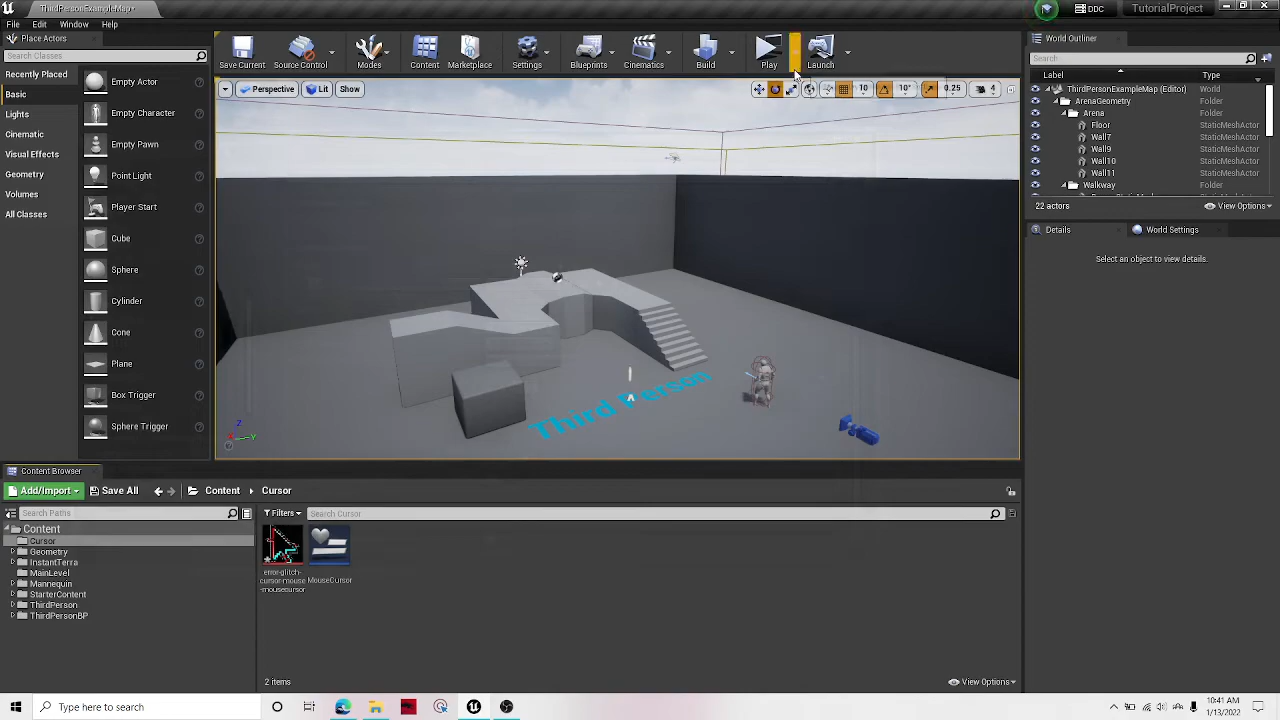 ThirdPersonExampleMap*
DC
TutorialProject
File Edit Window Help
Place Actors
Search Classes
Recently Placed
Basic
Lights
Cinematic
Visual Effects
Geometry
Volumes
All Classes
Empty Actor
Empty Character
Empty Pawn
Point Light
Player Start
Cube
Sphere
Cylinder
Cone
Plane
Box Trigger
Sphere Trigger
Save Current
Source Control
Modes
Content
Marketplace
Settings
Blueprints
Cinematics
Build
Play
Launch
Perspective
Lit
Show
10
10°
0.25
4
Third Person
Z
X
Y
World Outliner
Search
Label Type
ThirdPersonExampleMap (Editor) World
ArenaGeometry Folder
Arena Folder
Floor StaticMeshActor
Wall7 StaticMeshActor
Wall9 StaticMeshActor
Wall10 StaticMeshActor
Wall11 StaticMeshActor
Walkway Folder
22 actors
View Options
Details
World Settings
Select an object to view details.
Content Browser
Add/Import
Save All
Content
Cursor
Search Paths
Filters
Search Cursor
Content
Cursor
Geometry
InstantTerra
MainLevel
Mannequin
StarterContent
ThirdPerson
ThirdPersonBP
error-glitch-
cursor-mouse
-mousecursor
MouseCursor
2 items
View Options
Type here to search
10:41 AM
1/13/2022